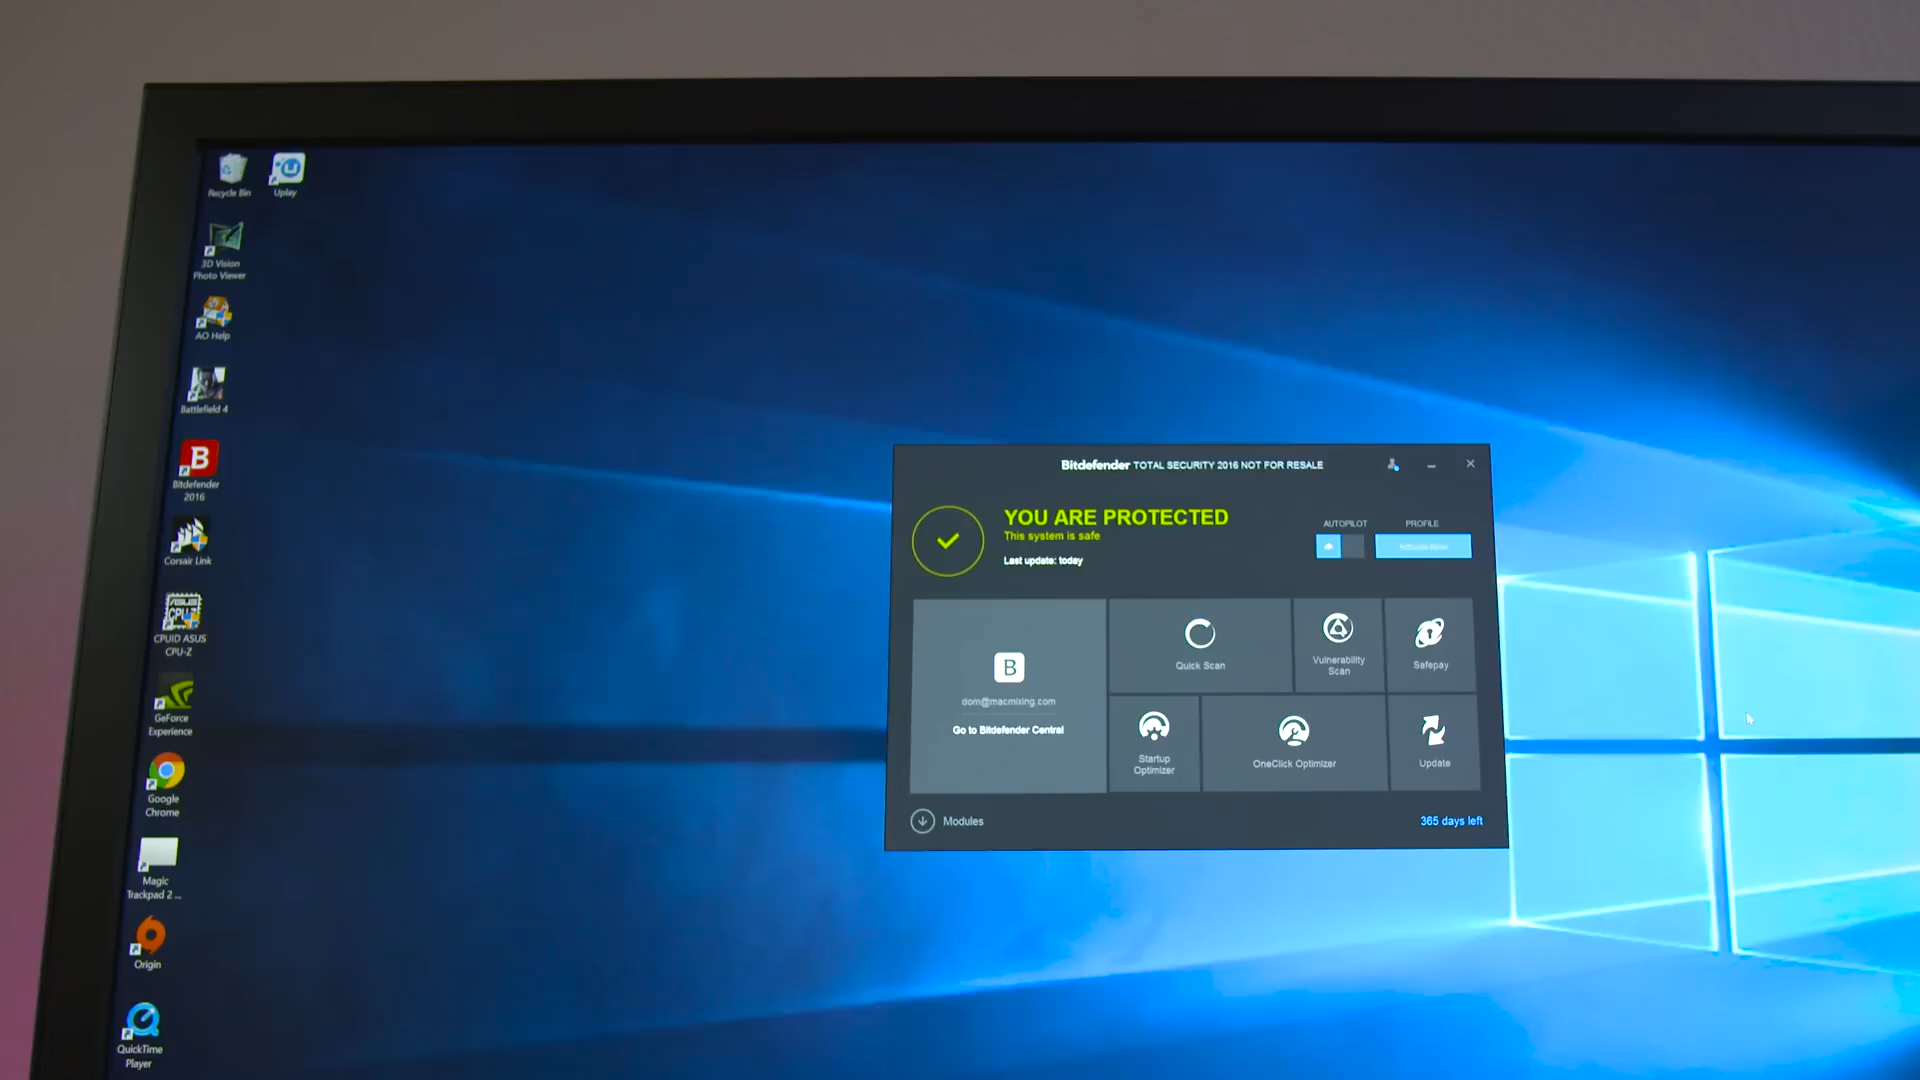 Recycle Bin
Uplay
3D Vision
Photo Viewer
AO Help
Battlefield 4
B
Bitdefender
2016
Corsair Link
ASUS
CPU-Z
CPUID ASUS
CPU-Z
GeForce
Experience
Google
Chrome
Magic
Trackpad 2 ...
Origin
QuickTime
Player
Bitdefender TOTAL SECURITY 2016 NOT FOR RESALE
YOU ARE PROTECTED
This system is safe
Last update: today
AUTOPILOT
PROFILE
B
dom@macmixing.com
Go to Bitdefender Central
Quick Scan
Vulnerability
Scan
Safepay
Startup
Optimizer
OneClick Optimizer
Update
Modules
365 days left